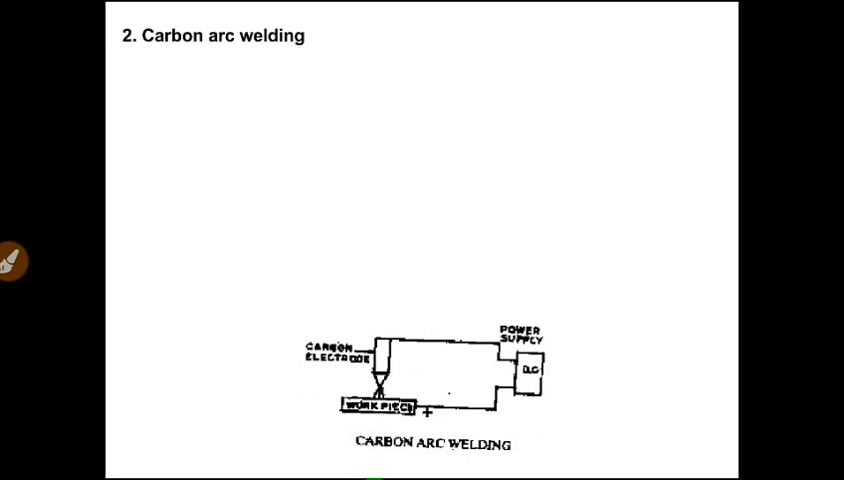 2. Carbon arc welding
POWER
SUPPLY
CARBON
ELECTRODE
D.C
WORK PIECE
+
CARBON ARC WELDING